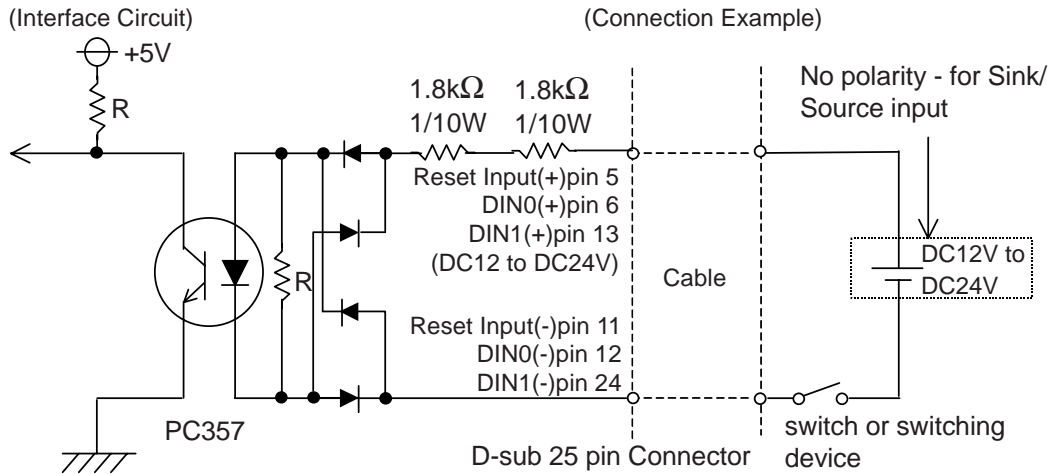 (Interface Circuit)
(Connection Example)
+5V
R
1.8kΩ
1/10W
1.8kΩ
1/10W
No polarity - for Sink/
Source input
Reset Input(+)pin 5
DIN0(+)pin 6
DIN1(+)pin 13
(DC12 to DC24V)
R
Cable
DC12V to
DC24V
Reset Input(-)pin 11
DIN0(-)pin 12
DIN1(-)pin 24
PC357
D-sub 25 pin Connector
switch or switching
device